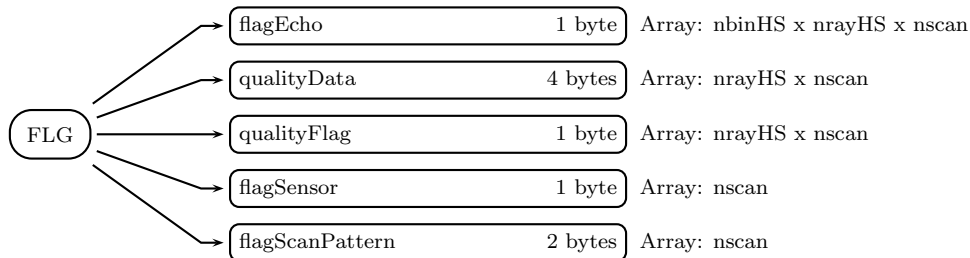 flagEcho 1 byte Array: nbinHS x nrayHS x nscan
qualityData 4 bytes Array: nrayHS x nscan
FLG
qualityFlag 1 byte Array: nrayHS x nscan
flagSensor 1 byte Array: nscan
flagScanPattern 2 bytes Array: nscan